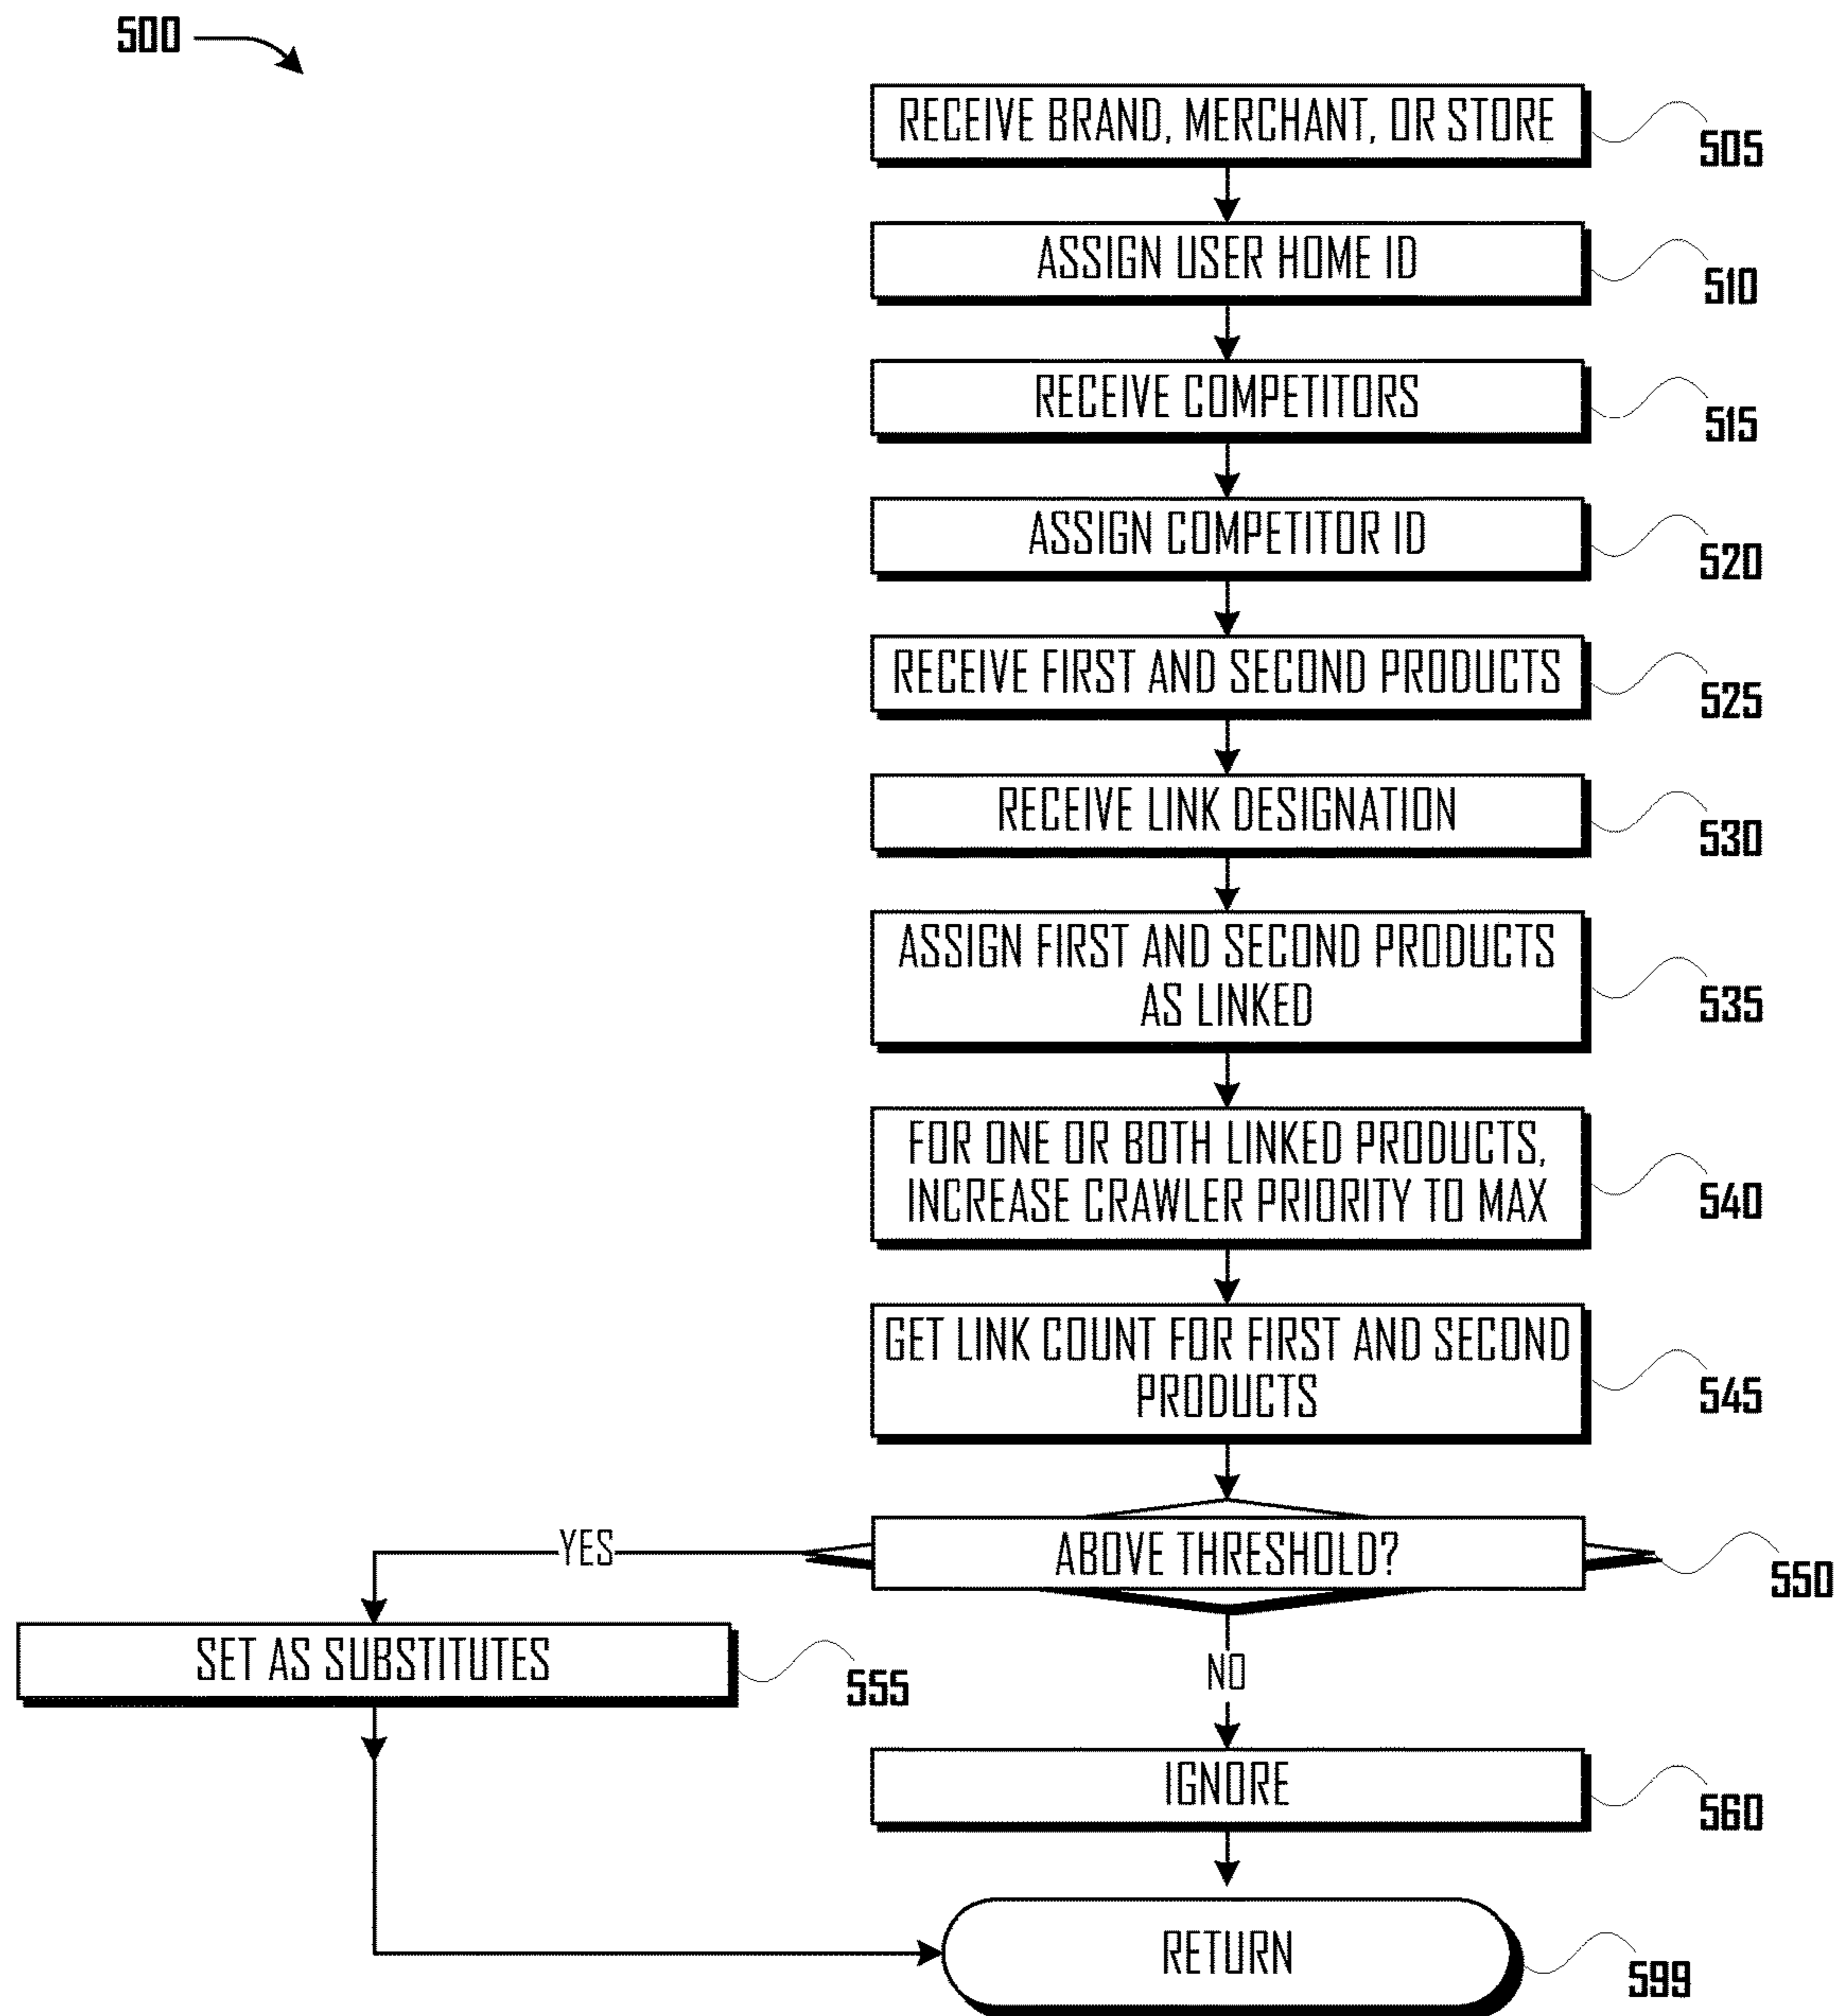 500
RECEIVE BRAND, MERCHANT, OR STORE
505
ASSIGN USER HOME ID
510
RECEIVE COMPETITORS
515
ASSIGN COMPETITOR ID
520
RECEIVE FIRST AND SECOND PRODUCTS
525
RECEIVE LINK DESIGNATION
530
ASSIGN FIRST AND SECOND PRODUCTS
AS LINKED
535
FOR ONE OR BOTH LINKED PRODUCTS,
INCREASE CRAWLER PRIORITY TO MAX
540
GET LINK COUNT FOR FIRST AND SECOND
PRODUCTS
545
YES
ABOVE THRESHOLD?
550
SET AS SUBSTITUTES
555
NO
IGNORE
560
RETURN
599